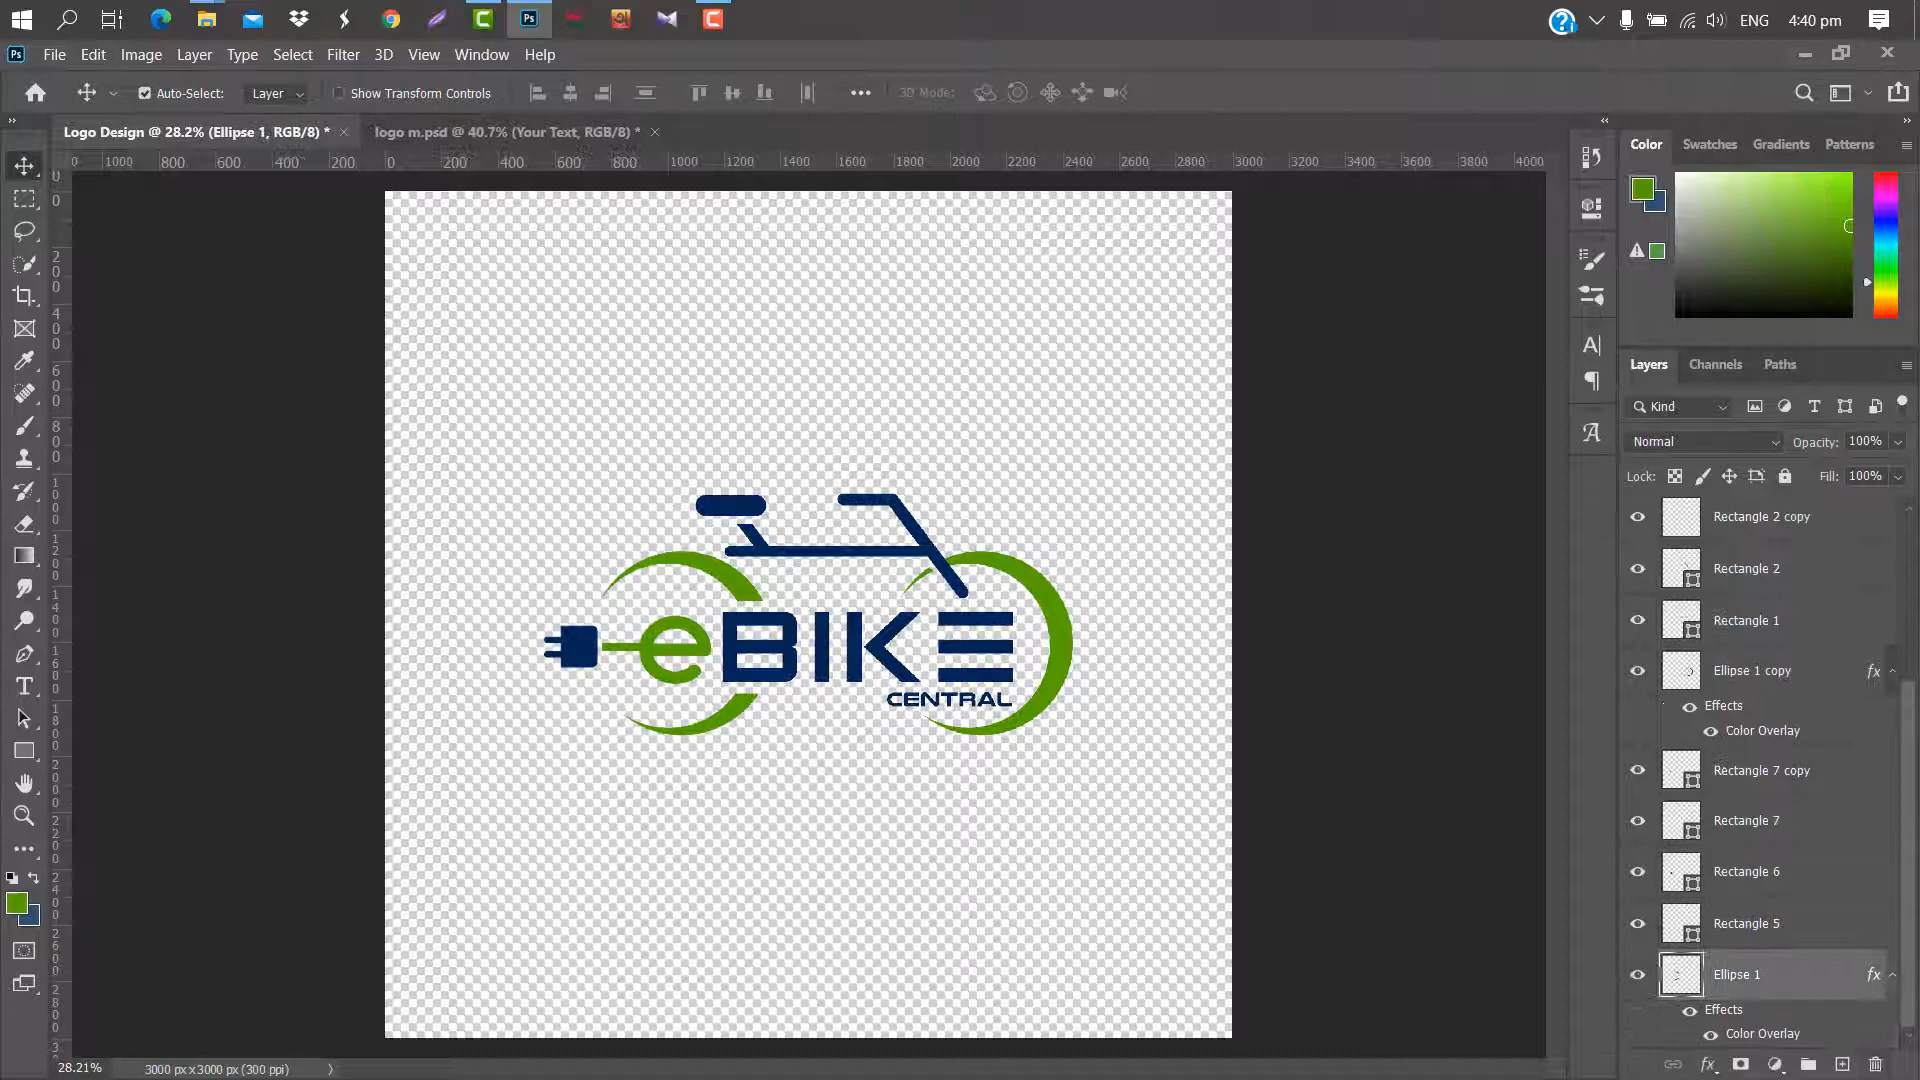 ENG
4:40 pm
File Edit Image Layer Type Select Filter 3D View Window Help
Auto-Select: Layer Show Transform Controls 3D Mode:
Logo Design @ 28.2% (Ellipse 1, RGB/8) * logo m.psd @ 40.7% (Your Text, RGB/8) *
0 1000 800 600 400 200 0 200 400 600 800 1000 1200 1400 1600 1800 2000 2200 2400 2600 2800 3000 3200 3400 3600 3800 4000
Color Swatches Gradients Patterns
Layers Channels Paths
Kind
Normal Opacity: 100%
Lock: Fill: 100%
Rectangle 2 copy
Rectangle 2
Rectangle 1
Ellipse 1 copy fx
Effects
Color Overlay
Rectangle 7 copy
Rectangle 7
Rectangle 6
Rectangle 5
Ellipse 1 fx
Effects
Color Overlay
eBIKE
CENTRAL
28.21% 3000 px x 3000 px (300 ppi)